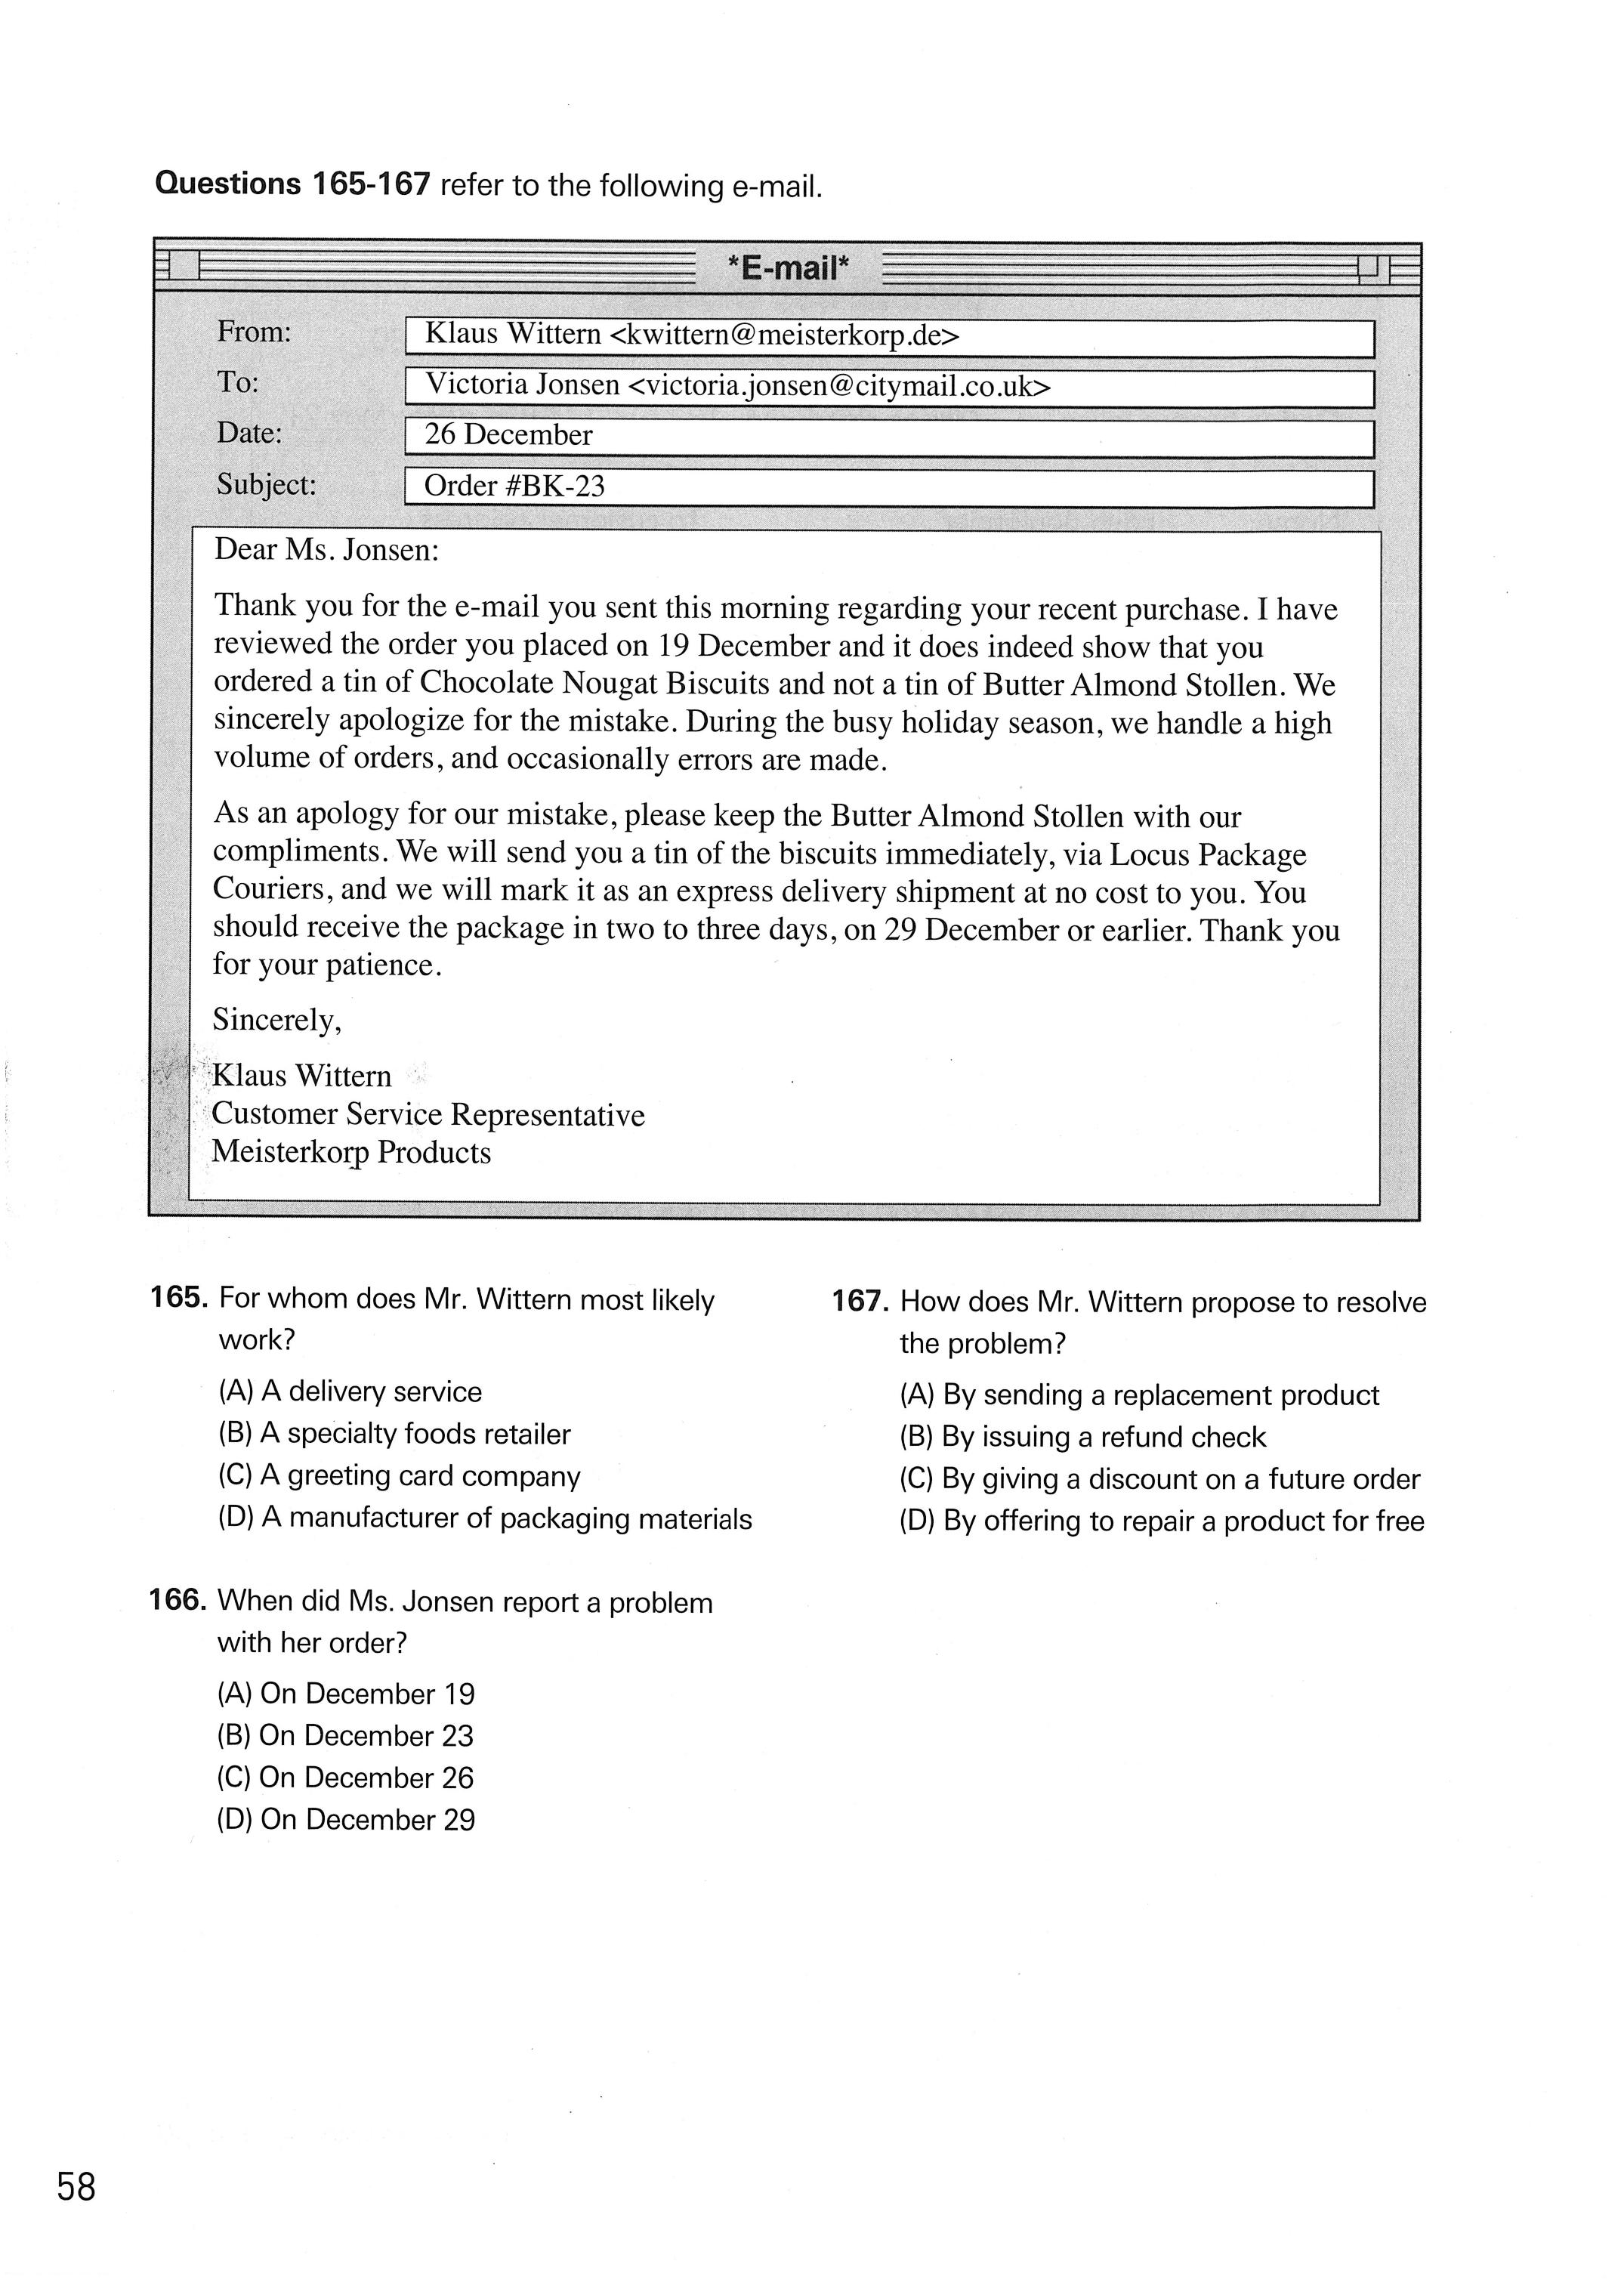 Questions 165-167 refer to the following e-mail.
*E-mail*
From: Klaus Wittern <kwittern@meisterkorp.de>
To: Victoria Jonsen <victoria.jonsen@citymail.co.uk>
Date: 26 December
Subject: Order #BK-23
Dear Ms. Jonsen:
Thank you for the e-mail you sent this morning regarding your recent purchase. I have
reviewed the order you placed on 19 December and it does indeed show that you
ordered a tin of Chocolate Nougat Biscuits and not a tin of Butter Almond Stollen. We
sincerely apologize for the mistake. During the busy holiday season, we handle a high
volume of orders, and occasionally errors are made.
As an apology for our mistake, please keep the Butter Almond Stollen with our
compliments. We will send you a tin of the biscuits immediately, via Locus Package
Couriers, and we will mark it as an express delivery shipment at no cost to you. You
should receive the package in two to three days, on 29 December or earlier. Thank you
for your patience.
Sincerely,
Klaus Wittern
Customer Service Representative
Meisterkorp Products
165. For whom does Mr. Wittern most likely
work?
(A) A delivery service
(B) A specialty foods retailer
(C) A greeting card company
(D) A manufacturer of packaging materials
166. When did Ms. Jonsen report a problem
with her order?
(A) On December 19
(B) On December 23
(C) On December 26
(D) On December 29
167. How does Mr. Wittern propose to resolve
the problem?
(A) By sending a replacement product
(B) By issuing a refund check
(C) By giving a discount on a future order
(D) By offering to repair a product for free
58